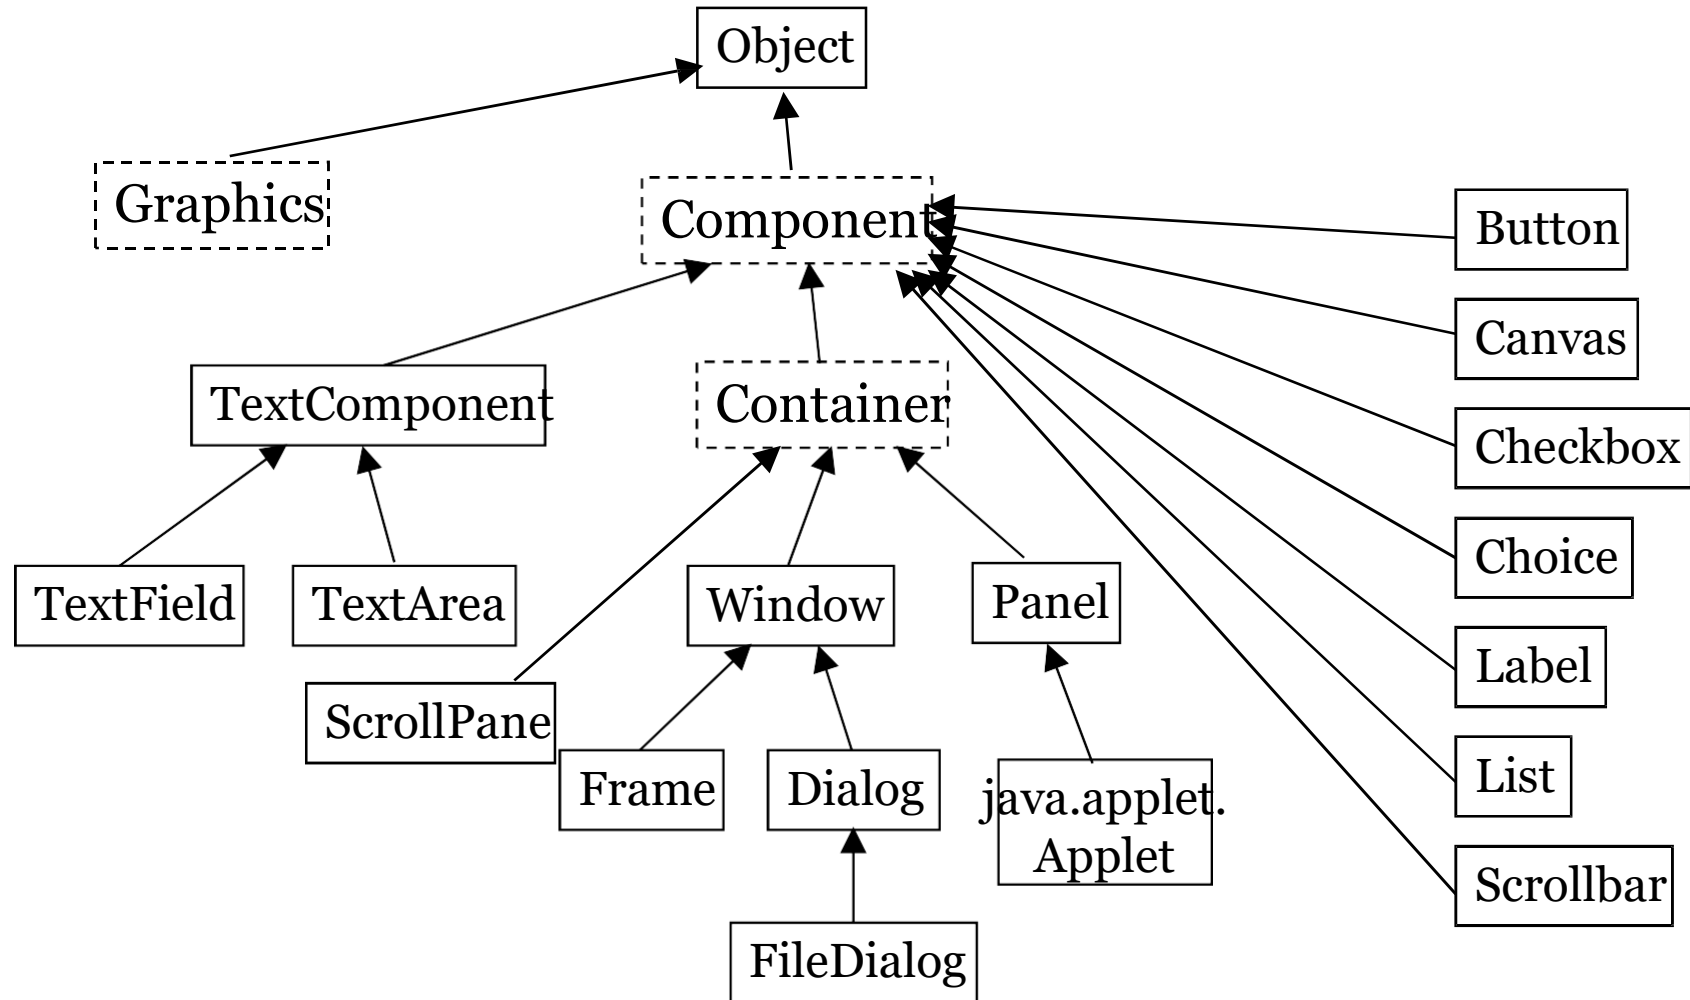 Object
Graphics
Component
Button
Canvas
TextComponent
Container
Checkbox
Choice
TextField
TextArea
Window
Panel
Label
ScrollPane
Frame
Dialog
java.applet.
Applet
List
Scrollbar
FileDialog